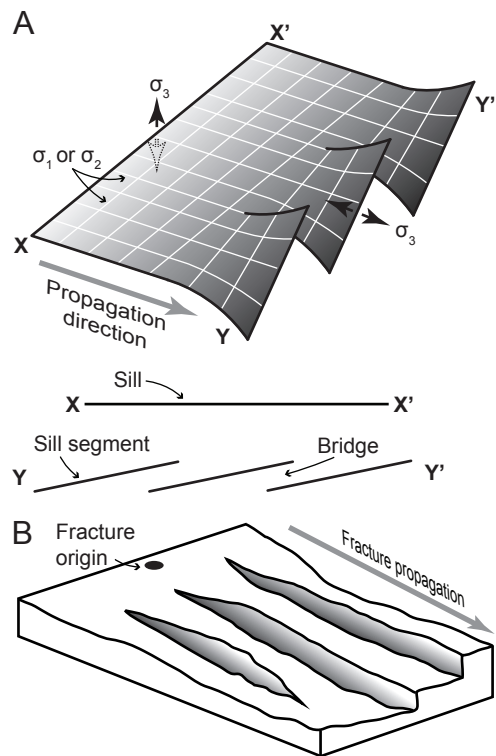 A
X'
Y'
σ3
σ1 or σ2
σ3
X
Propagation
direction
Y
Sill
X
X'
Sill segment
Bridge
Y
Y'
B
Fracture
origin
Fracture propagation